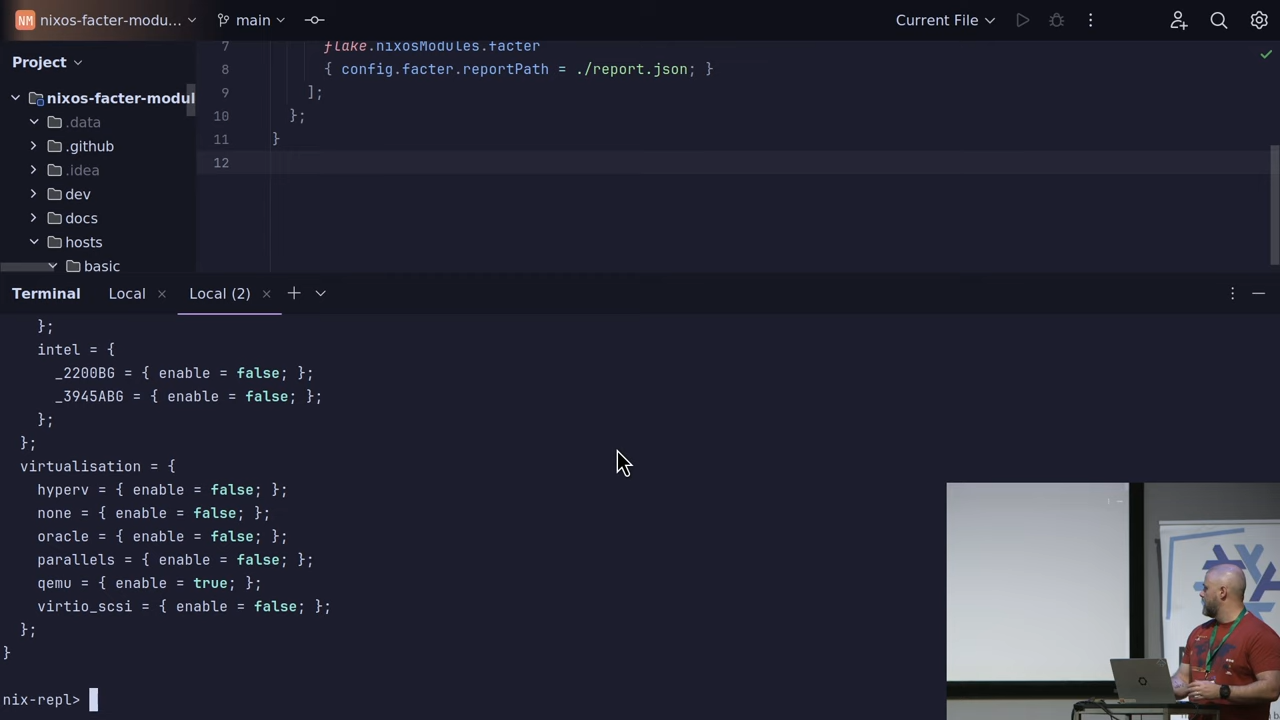 NM nixos-facter-modu... main Current File
Project
nixos-facter-modul
.data
.github
.idea
dev
docs
hosts
basic
7 flake.nixosModules.facter
8 { config.facter.reportPath = ./report.json; }
9 ];
10 };
11 }
12
Terminal Local × Local (2) × +
};
intel = {
_2200BG = { enable = false; };
_3945ABG = { enable = false; };
};
};
virtualisation = {
hyperv = { enable = false; };
none = { enable = false; };
oracle = { enable = false; };
parallels = { enable = false; };
qemu = { enable = true; };
virtio_scsi = { enable = false; };
};
}
nix-repl>